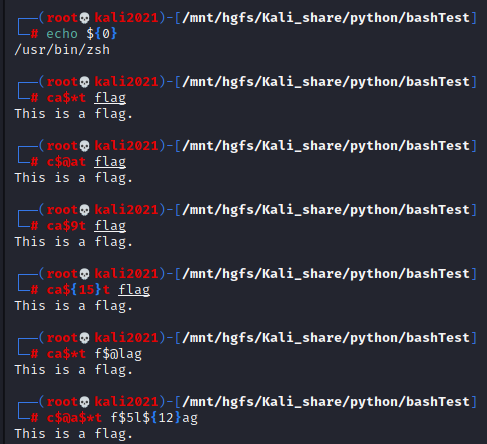 ┌──(root💀kali2021)-[/mnt/hgfs/Kali_share/python/bashTest]
└─# echo ${0}
/usr/bin/zsh
┌──(root💀kali2021)-[/mnt/hgfs/Kali_share/python/bashTest]
└─# ca$*t flag
This is a flag.
┌──(root💀kali2021)-[/mnt/hgfs/Kali_share/python/bashTest]
└─# c$@at flag
This is a flag.
┌──(root💀kali2021)-[/mnt/hgfs/Kali_share/python/bashTest]
└─# ca$9t flag
This is a flag.
┌──(root💀kali2021)-[/mnt/hgfs/Kali_share/python/bashTest]
└─# ca${15}t flag
This is a flag.
┌──(root💀kali2021)-[/mnt/hgfs/Kali_share/python/bashTest]
└─# ca$*t f$@lag
This is a flag.
┌──(root💀kali2021)-[/mnt/hgfs/Kali_share/python/bashTest]
└─# c$@a$*t f$5l${12}ag
This is a flag.